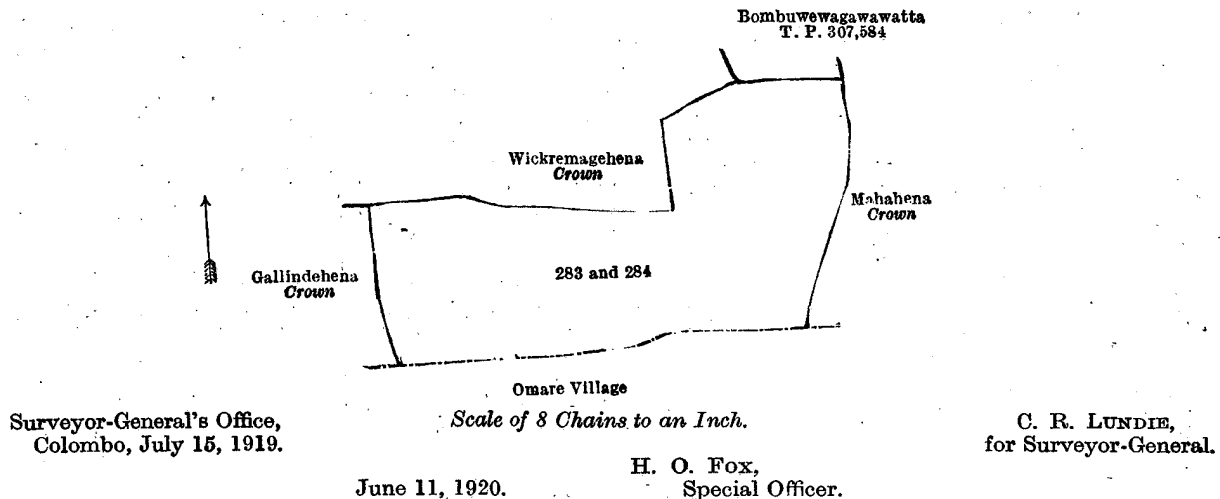 Bombuwewagawawatta
T. P. 307,584
Wickremagehena
Crown
Mahahena
Crown
Gallindehena
Crown
283 and 284
Omare Village
Surveyor-General's Office,
Colombo, July 15, 1919.
Scale of 8 Chains to an Inch.
C. R. LUNDIE,
for Surveyor-General.
H. O. Fox,
June 11, 1920. Special Officer.